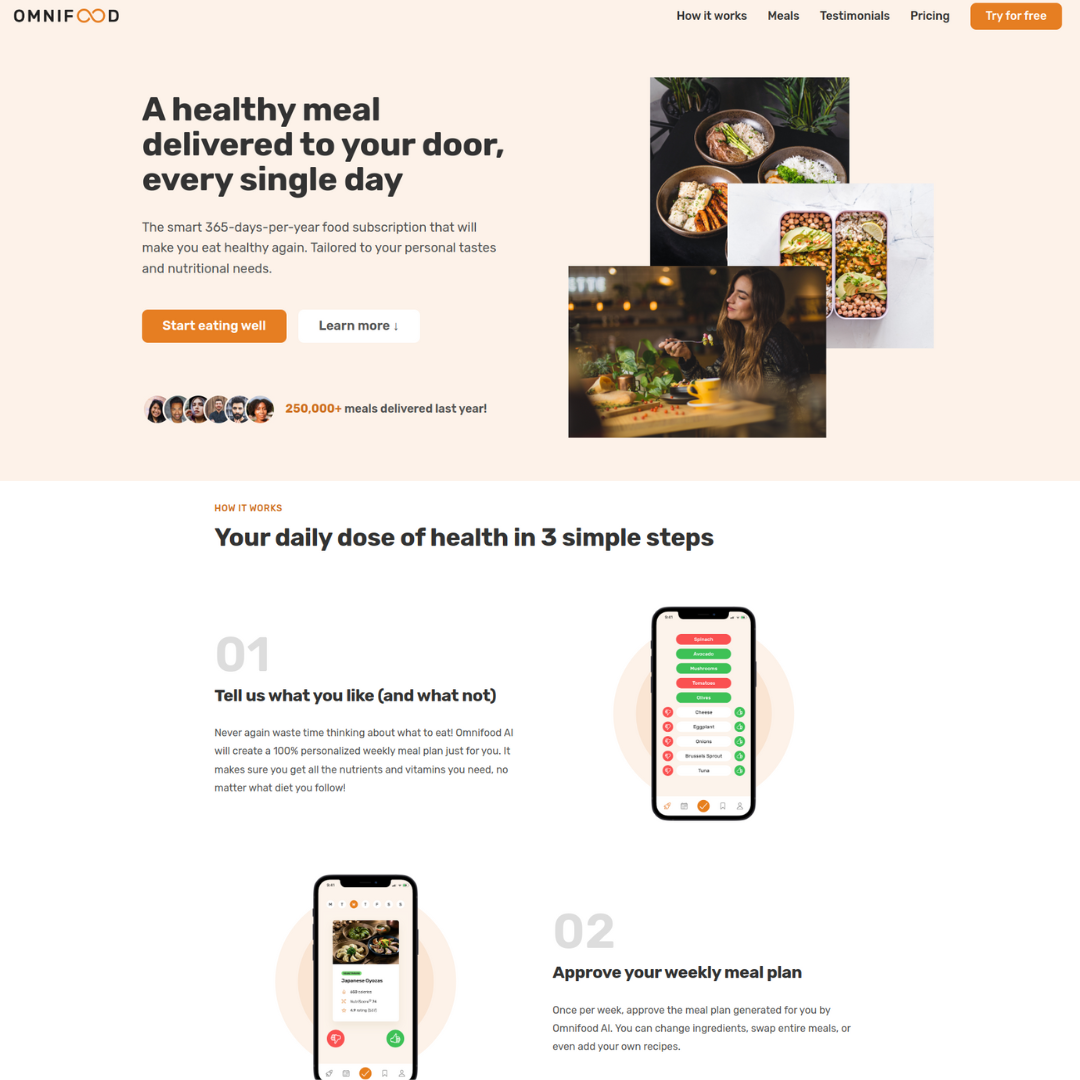 OMNIFOOD
How it works
Meals
Testimonials
Pricing
Try for free
A healthy meal
delivered to your door,
every single day
The smart 365-days-per-year food subscription that will
make you eat healthy again. Tailored to your personal tastes
and nutritional needs.
Start eating well
Learn more ↓
250,000+ meals delivered last year!
HOW IT WORKS
Your daily dose of health in 3 simple steps
01
Tell us what you like (and what not)
Never again waste time thinking about what to eat! Omnifood AI
will create a 100% personalized weekly meal plan just for you. It
makes sure you get all the nutrients and vitamins you need, no
matter what diet you follow!
9:41
Spinach
Avocado
Mushrooms
Tomatoes
Olives
Cheese
Eggplant
Onions
Brussels Sprout
Tuna
9:41
M T W T F S S
Japanese Gyozas
02
Approve your weekly meal plan
Once per week, approve the meal plan generated for you by
Omnifood AI. You can change ingredients, swap entire meals, or
even add your own recipes.